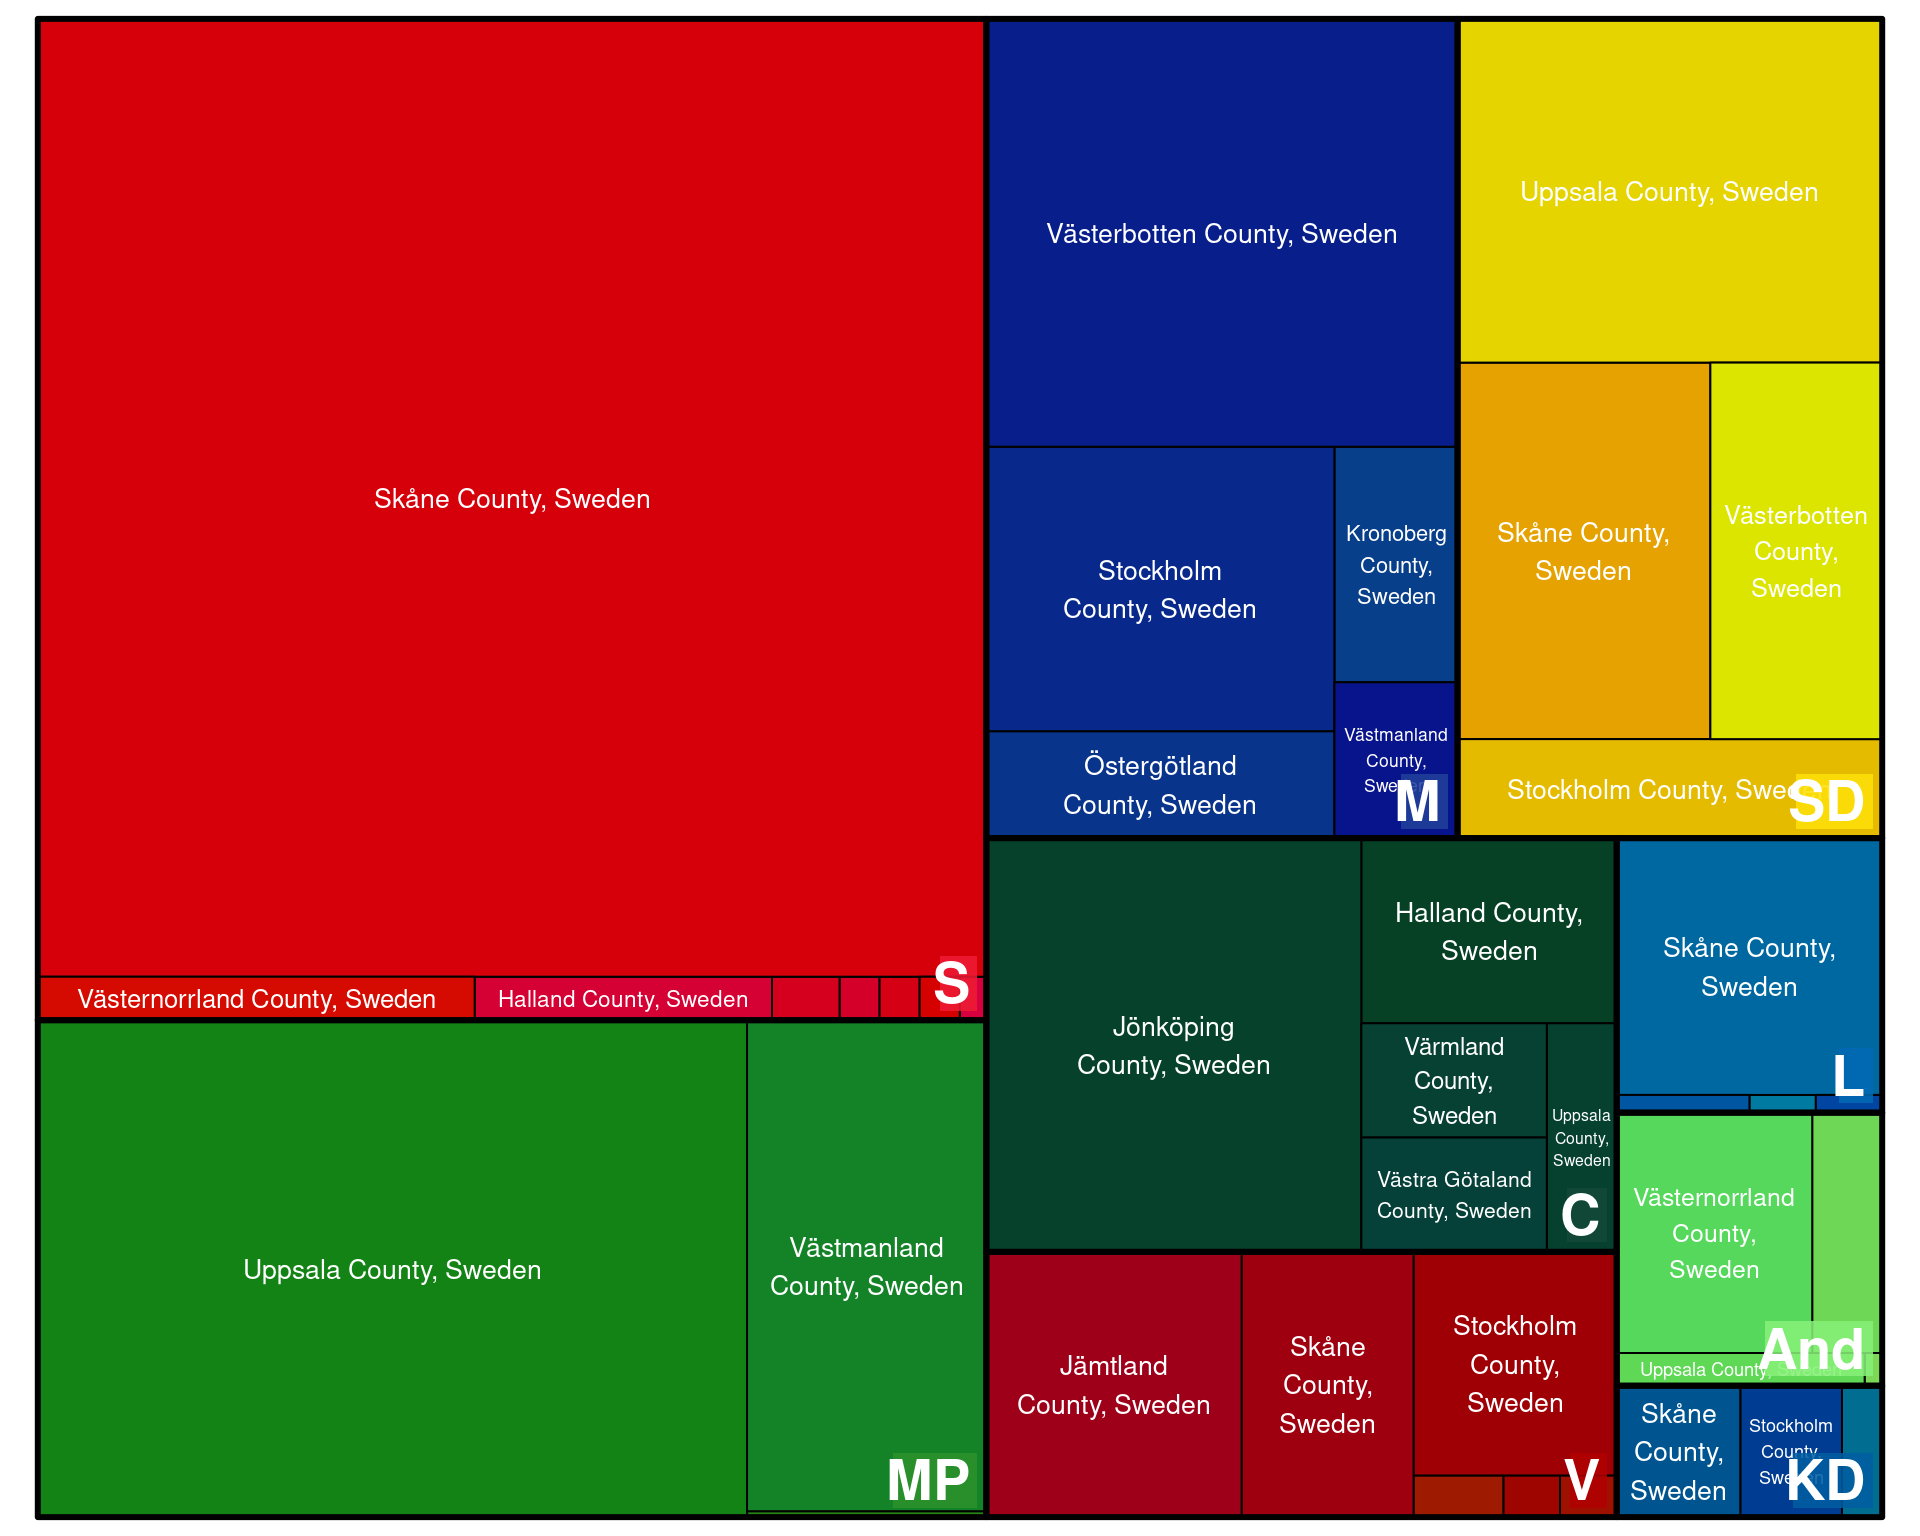 Skåne County, Sweden
Västernorrland County, Sweden
Halland County, Sweden
S
Uppsala County, Sweden
Västmanland
County, Sweden
MP
Västerbotten County, Sweden
Stockholm
County, Sweden
Kronoberg
County,
Sweden
Östergötland
County, Sweden
Västmanland
County,
Sweden
M
Uppsala County, Sweden
Skåne County,
Sweden
Västerbotten
County,
Sweden
Stockholm County, Sweden
SD
Jönköping
County, Sweden
Halland County,
Sweden
Värmland
County,
Sweden
Västra Götaland
County, Sweden
Uppsala
County,
Sweden
C
Skåne County,
Sweden
L
Västernorrland
County,
Sweden
Uppsala County, Sweden
And
Jämtland
County, Sweden
Skåne
County,
Sweden
Stockholm
County,
Sweden
V
Skåne
County,
Sweden
Stockholm
County,
Sweden
KD